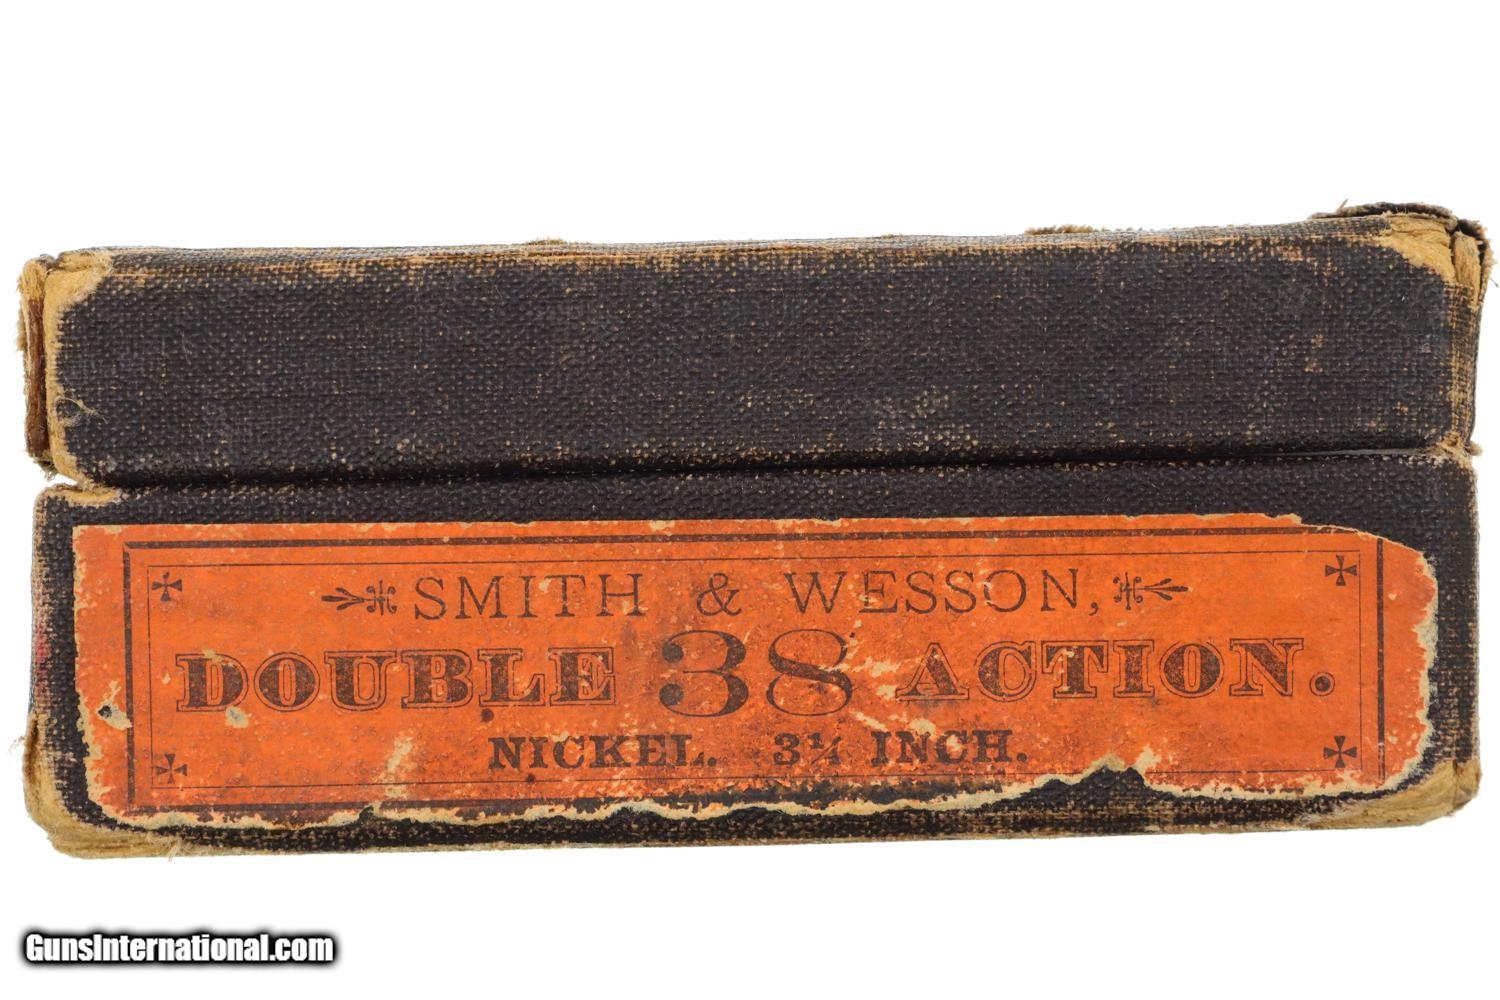 SMITH & WESSON,
DOUBLE 38 ACTION.
NICKEL. 3¼ INCH.
GunsInternational.com